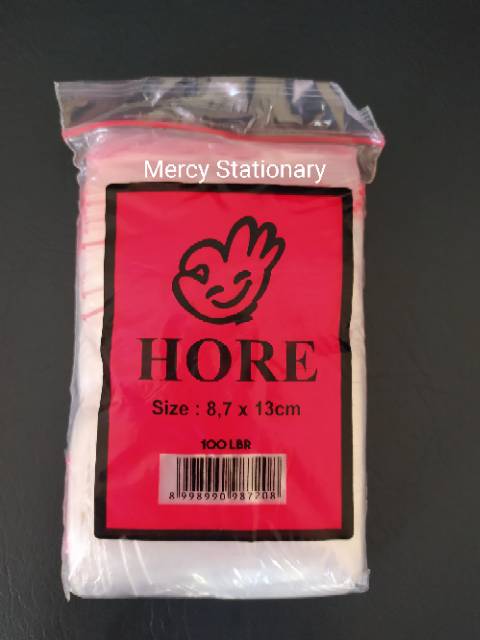 Mercy Stationary
HORE
Size : 8,7 x 13cm
100 LBR
8 998990 987208